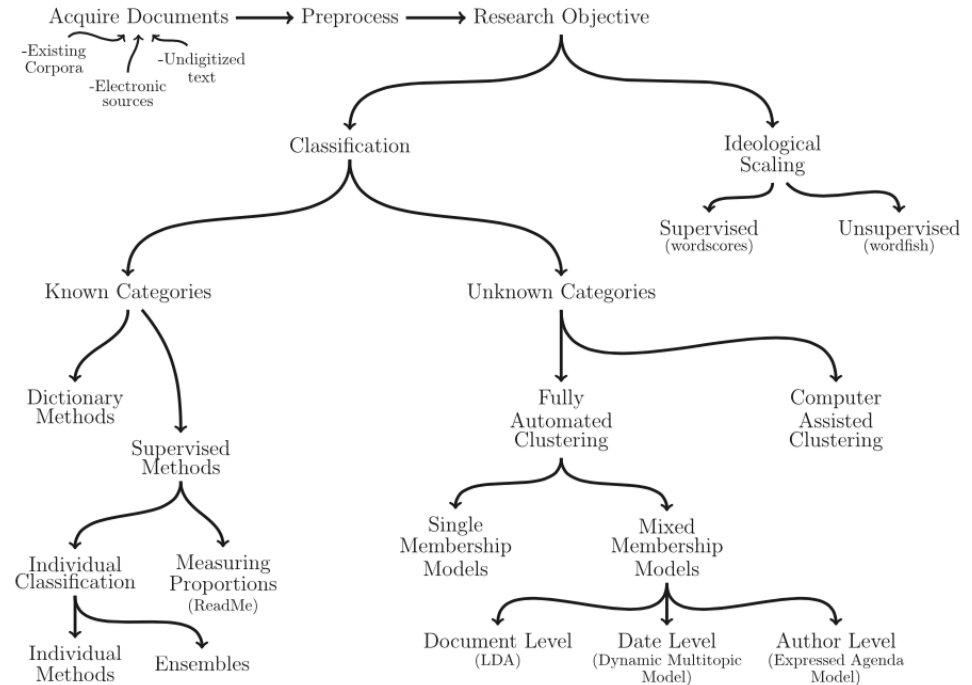 Acquire Documents
Preprocess
Research Objective
-Existing
Corpora
-Electronic
sources
-Undigitized
text
Classification
Ideological
Scaling
Supervised
(wordscores)
Unsupervised
(wordfish)
Known Categories
Unknown Categories
Dictionary
Methods
Supervised
Methods
Fully
Automated
Clustering
Computer
Assisted
Clustering
Individual
Classification
Measuring
Proportions
(ReadMe)
Single
Membership
Models
Mixed
Membership
Models
Individual
Methods
Ensembles
Document Level
(LDA)
Date Level
(Dynamic Multitopic
Model)
Author Level
(Expressed Agenda
Model)